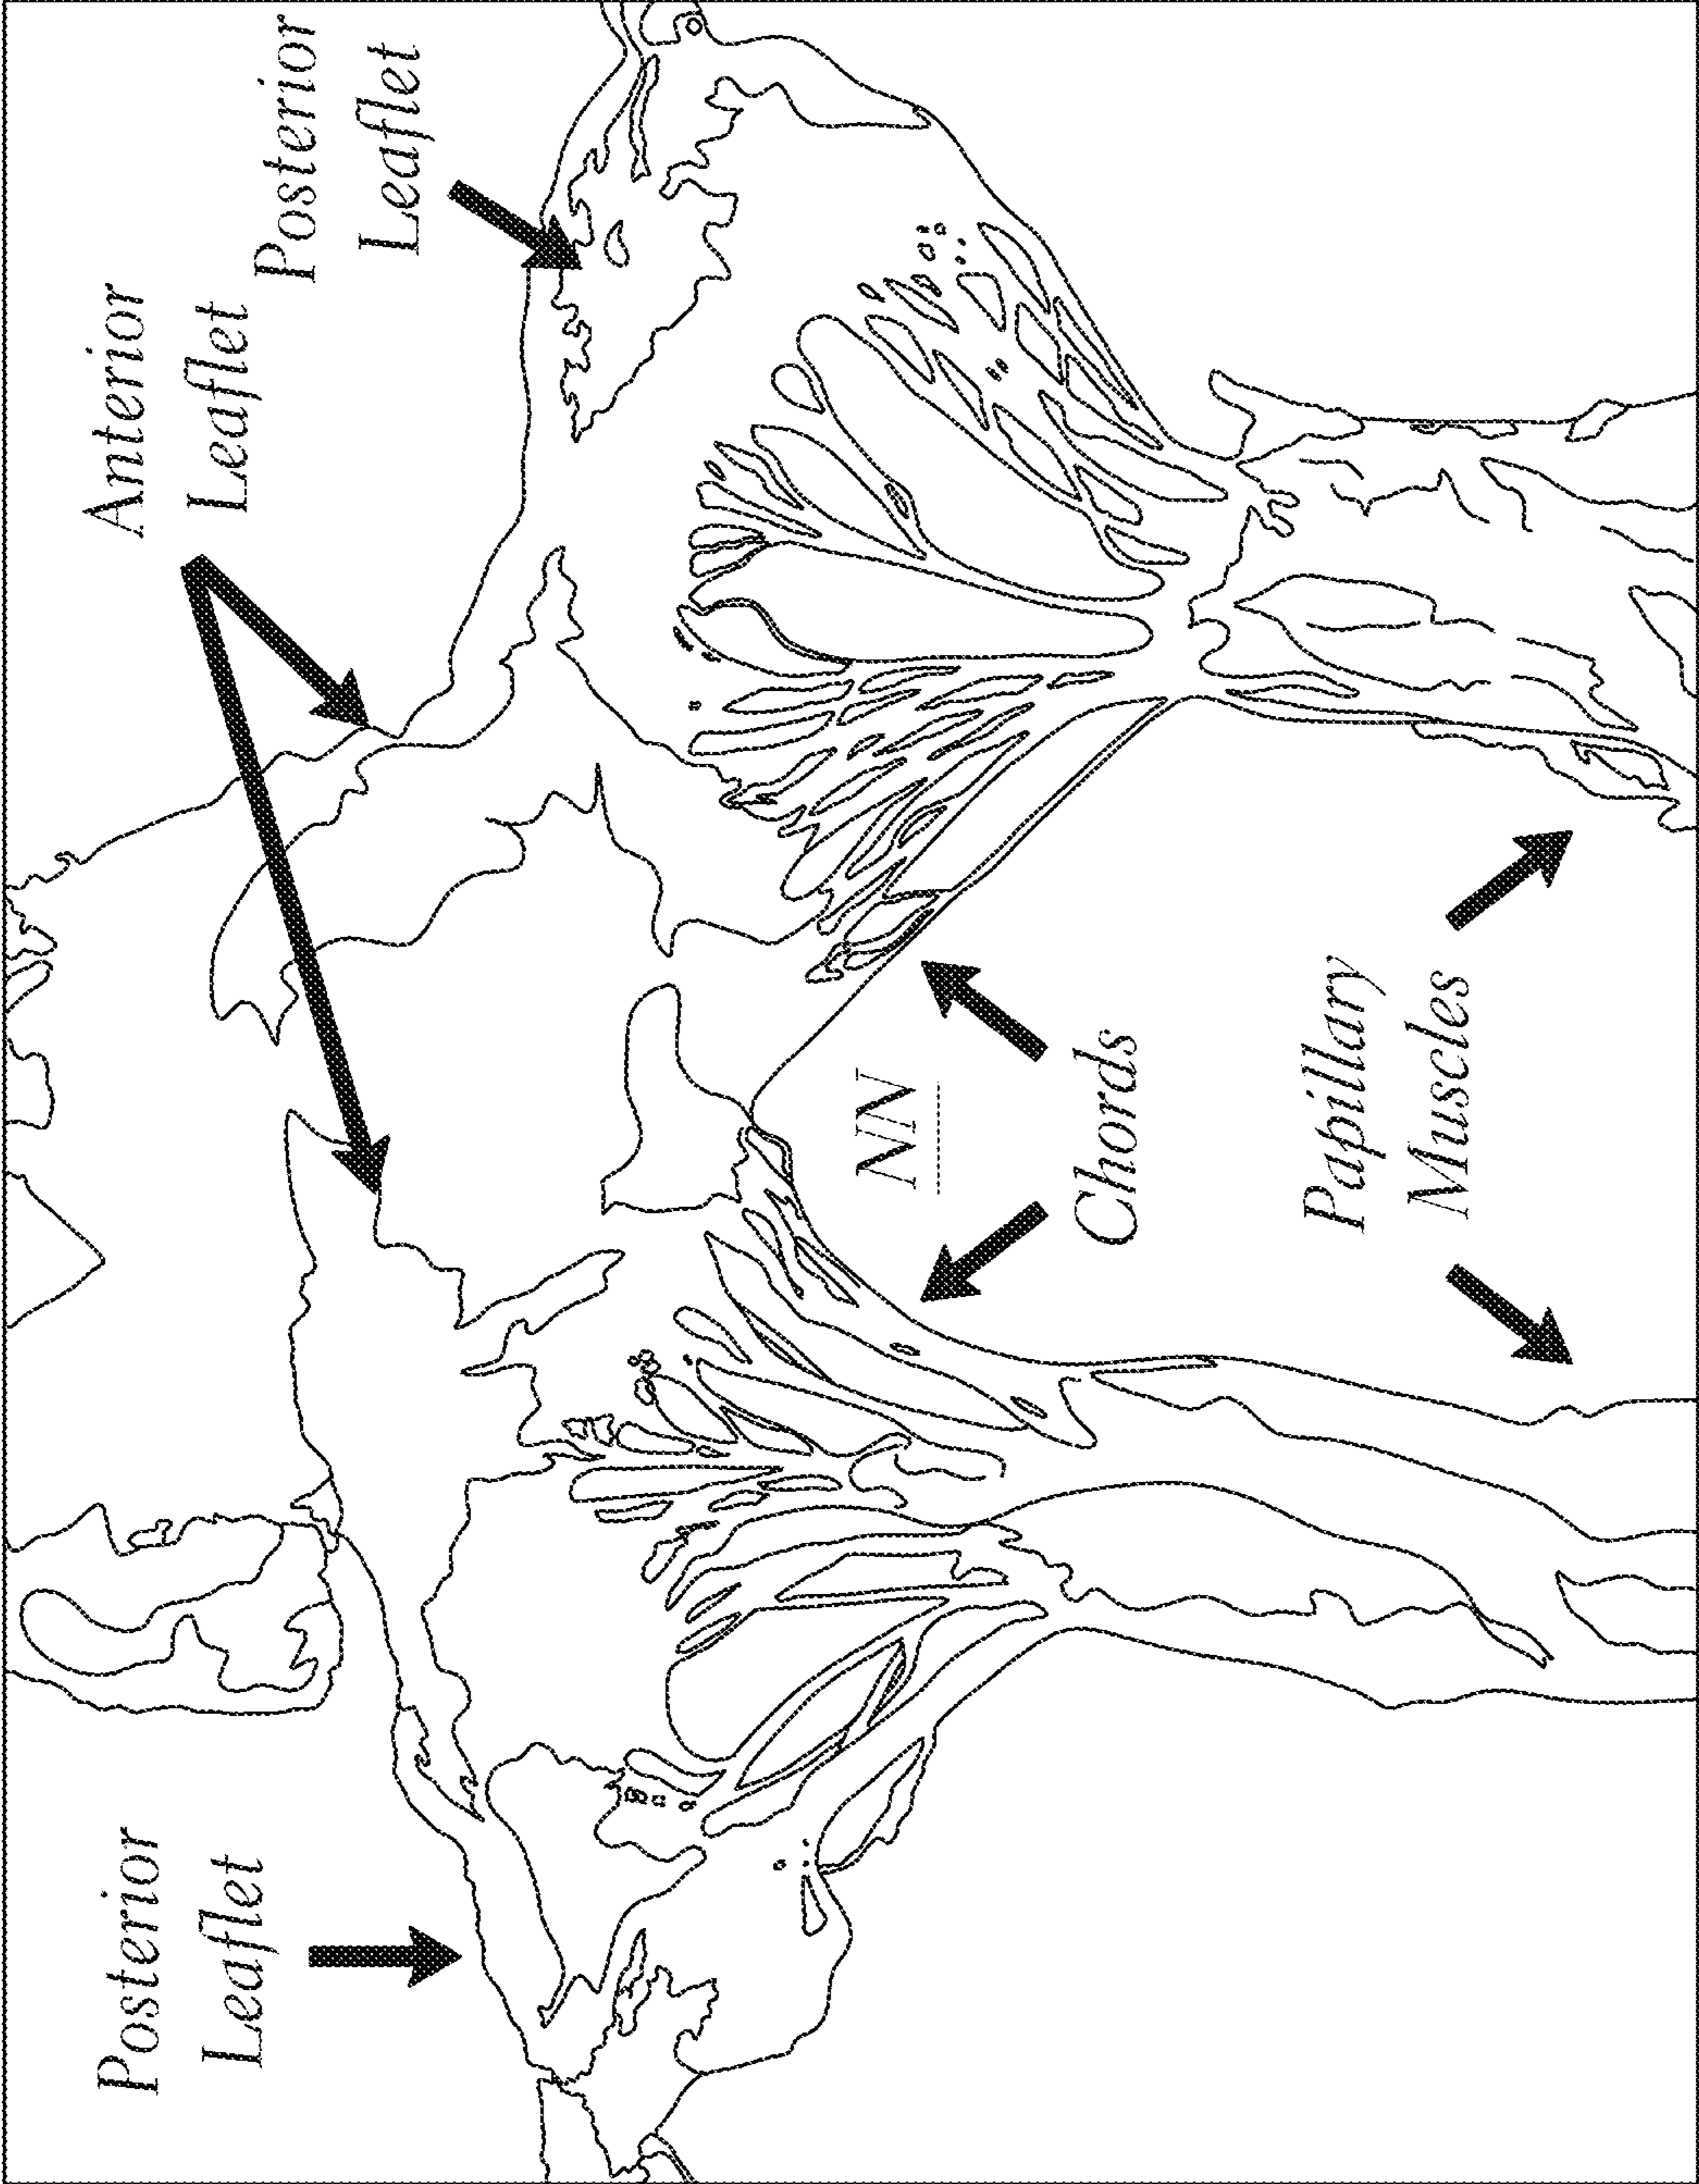 Posterior
Leaflet
Anterior
Leaflet
Posterior
Leaflet
NN
Chords
Papillary
Muscles